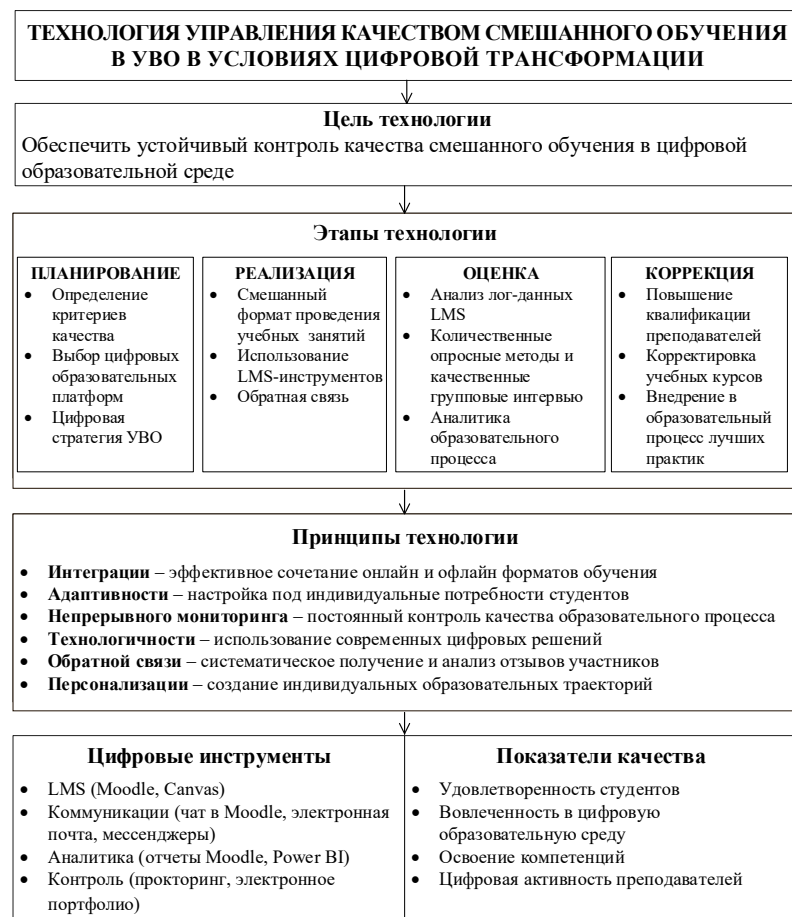 ТЕХНОЛОГИЯ УПРАВЛЕНИЯ КАЧЕСТВОМ СМЕШАННОГО ОБУЧЕНИЯ
В УВО В УСЛОВИЯХ ЦИФРОВОЙ ТРАНСФОРМАЦИИ
Цель технологии
Обеспечить устойчивый контроль качества смешанного обучения в цифровой
образовательной среде
Этапы технологии
ПЛАНИРОВАНИЕ
• Определение
критериев
качества
• Выбор цифровых
образовательных
платформ
• Цифровая
стратегия УВО
РЕАЛИЗАЦИЯ
• Смешанный
формат проведения
учебных занятий
• Использование
LMS-инструментов
• Обратная связь
ОЦЕНКА
• Анализ лог-данных
LMS
• Количественные
опросные методы и
качественные
групповые интервью
• Аналитика
образовательного
процесса
КОРРЕКЦИЯ
• Повышение
квалификации
преподавателей
• Корректировка
учебных курсов
• Внедрение в
образовательный
процесс лучших
практик
Принципы технологии
• Интеграции – эффективное сочетание онлайн и офлайн форматов обучения
• Адаптивности – настройка под индивидуальные потребности студентов
• Непрерывного мониторинга – постоянный контроль качества образовательного процесса
• Технологичности – использование современных цифровых решений
• Обратной связи – систематическое получение и анализ отзывов участников
• Персонализации – создание индивидуальных образовательных траекторий
Цифровые инструменты
• LMS (Moodle, Canvas)
• Коммуникации (чат в Moodle, электронная
почта, мессенджеры)
• Аналитика (отчеты Moodle, Power BI)
• Контроль (прокторинг, электронное
портфолио)
Показатели качества
• Удовлетворенность студентов
• Вовлеченность в цифровую
образовательную среду
• Освоение компетенций
• Цифровая активность преподавателей